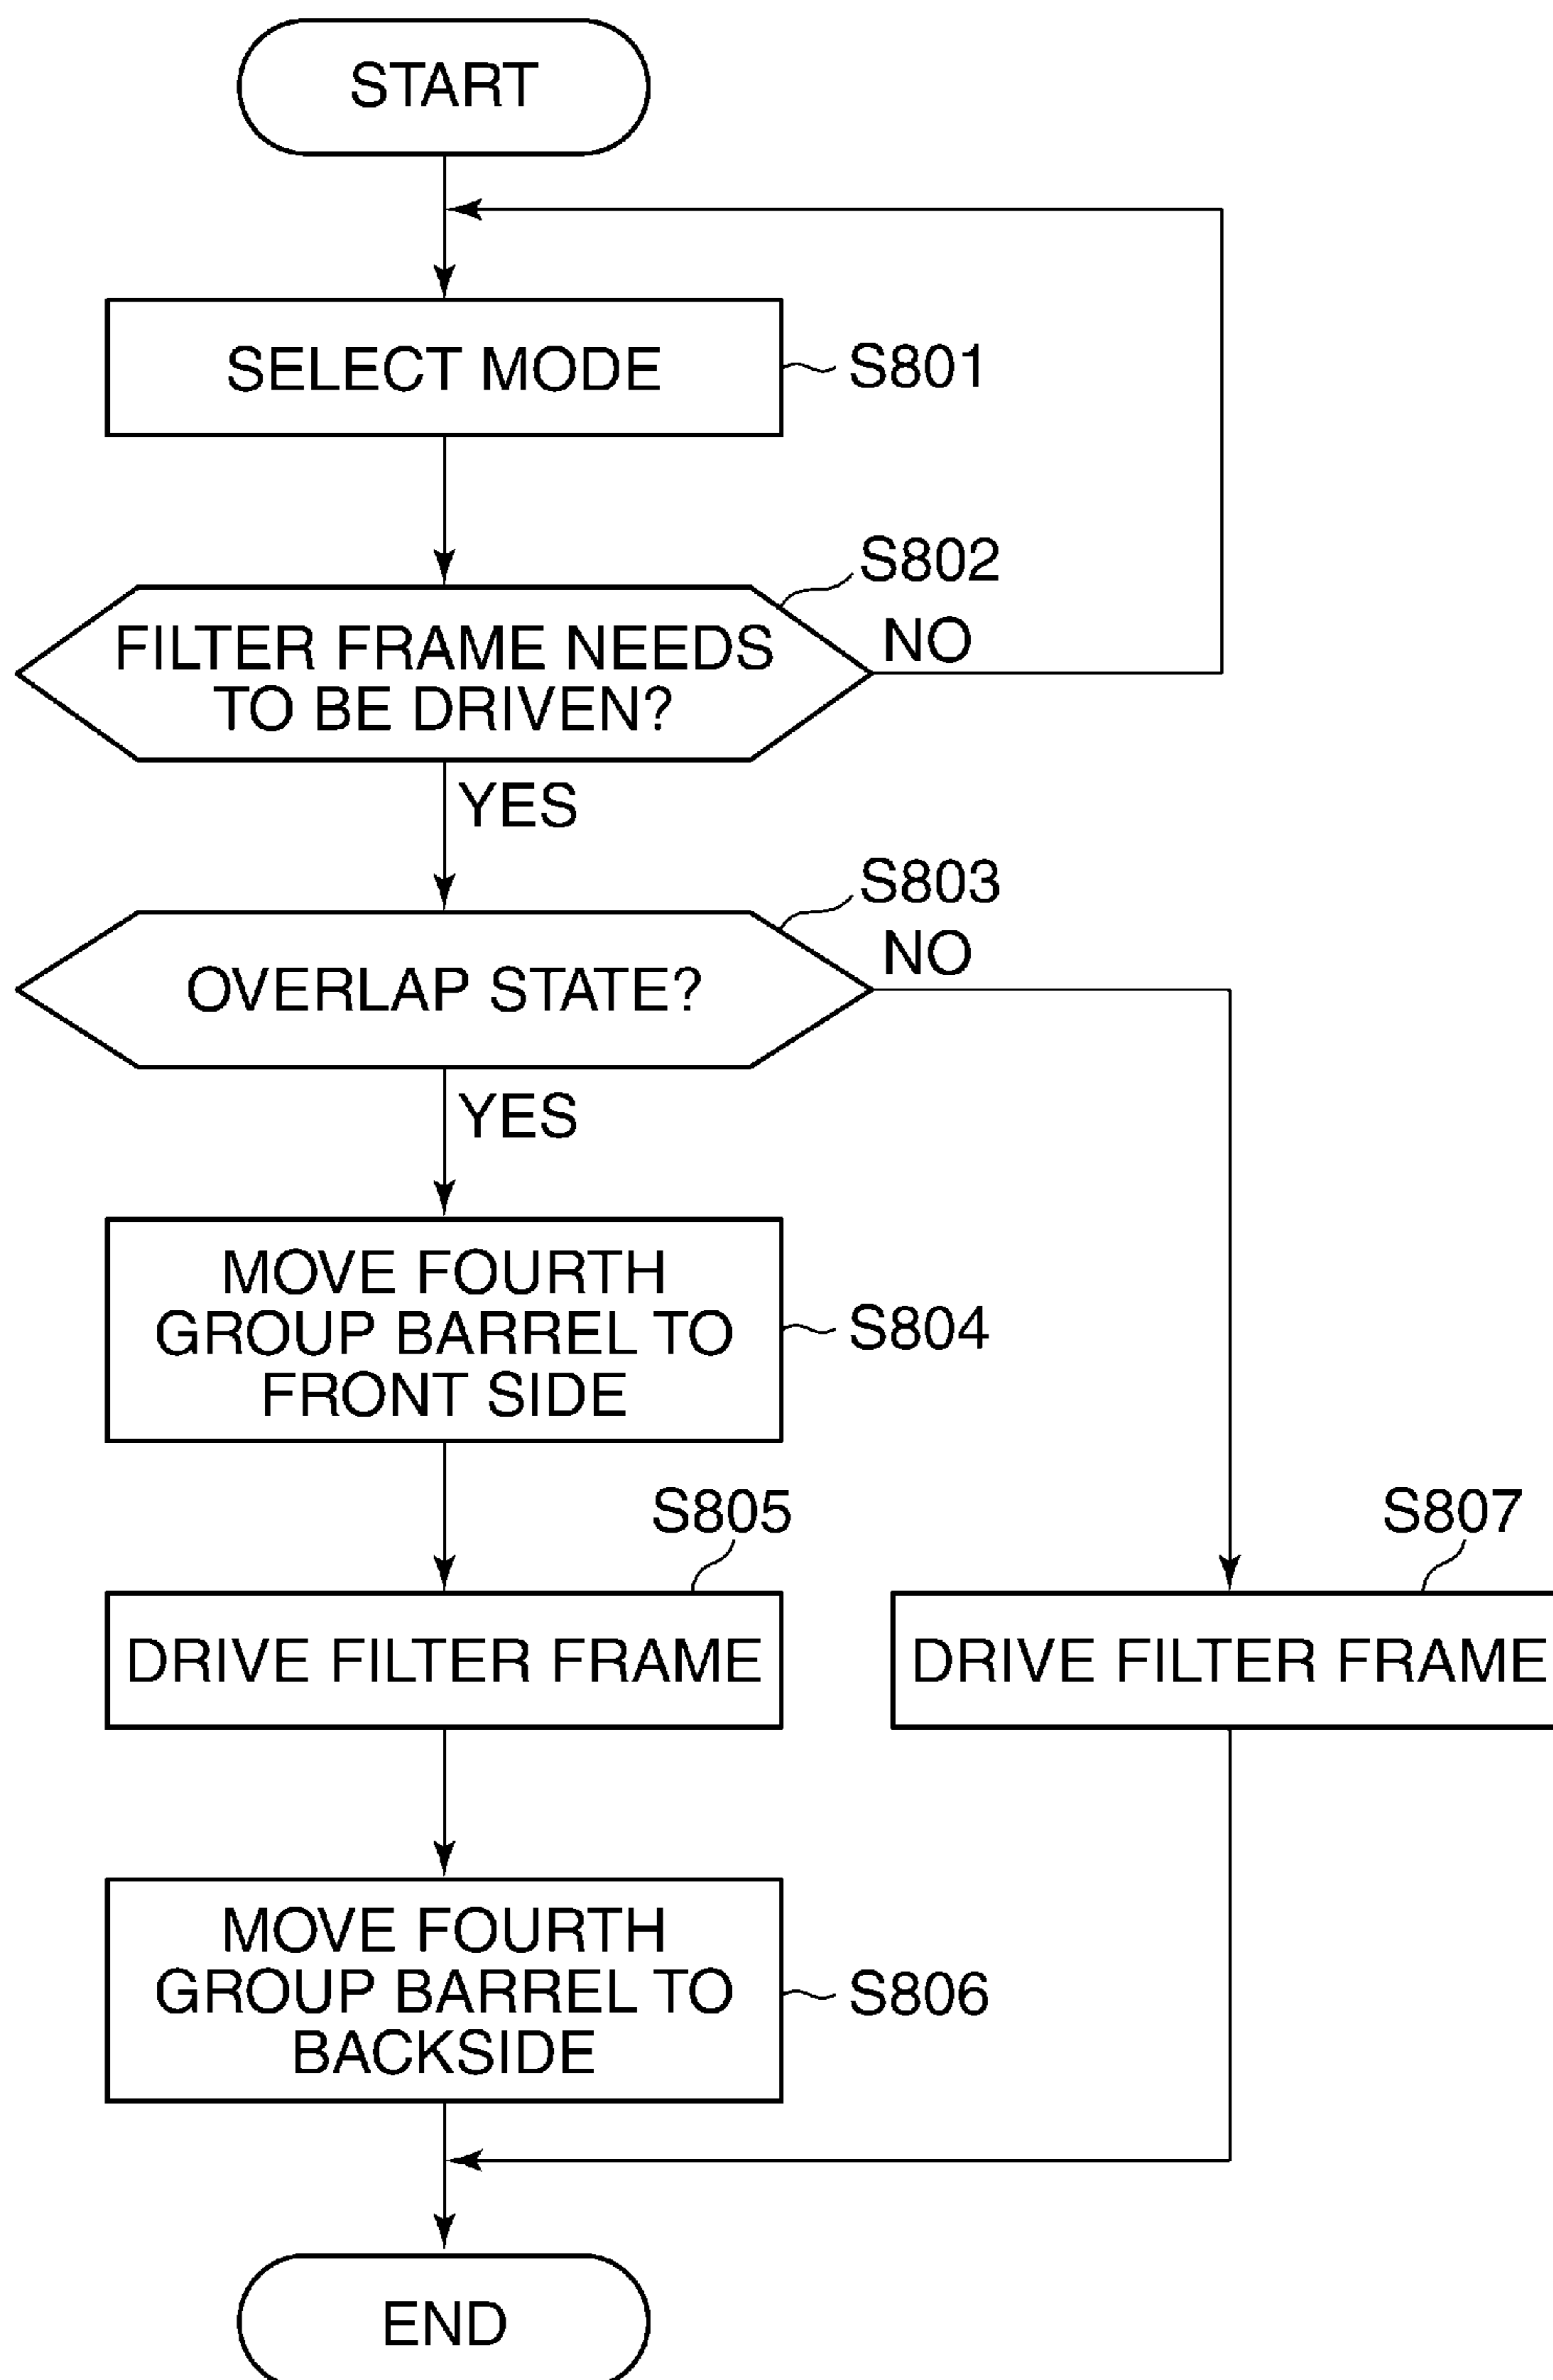 START
SELECT MODE
S801
S802
FILTER FRAME NEEDS
TO BE DRIVEN?
NO
YES
S803
OVERLAP STATE?
NO
YES
MOVE FOURTH
GROUP BARREL TO
FRONT SIDE
S804
S805
DRIVE FILTER FRAME
S807
DRIVE FILTER FRAME
MOVE FOURTH
GROUP BARREL TO
BACKSIDE
S806
END